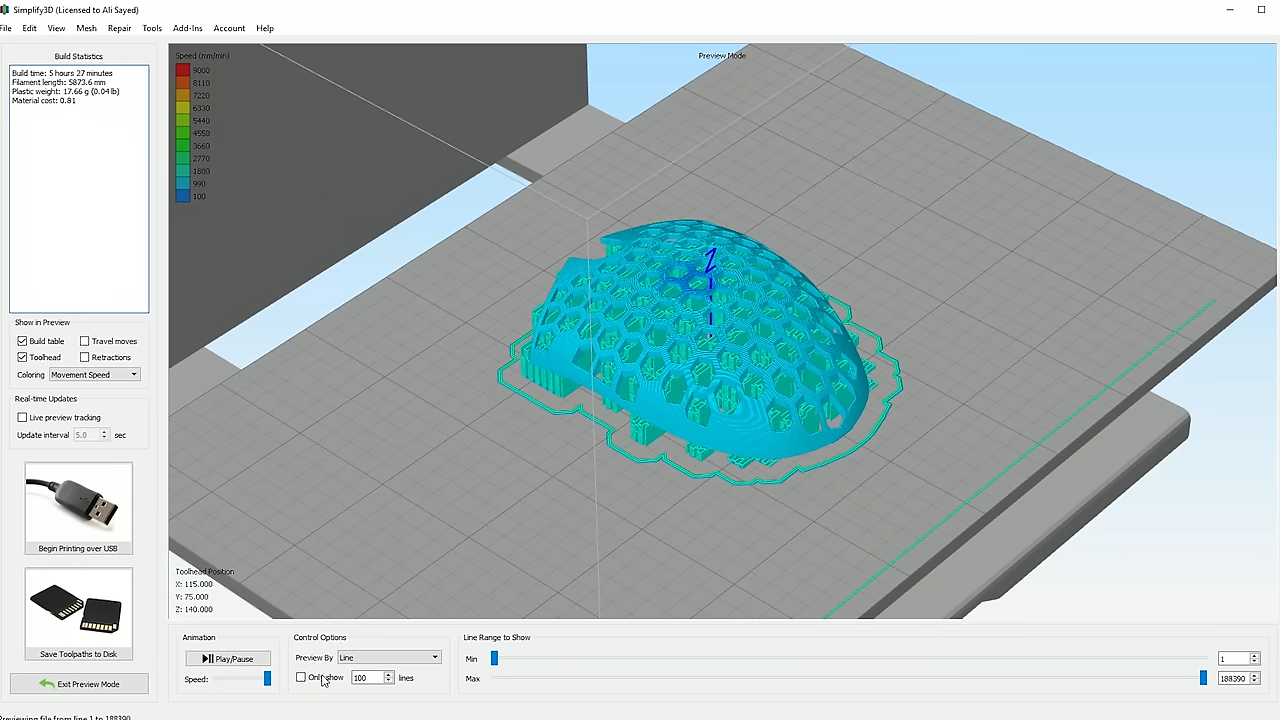 Simplify3D (Licensed to Ali Sayed)
File Edit View Mesh Repair Tools Add-Ins Account Help
Build Statistics
Build time: 5 hours 27 minutes
Filament length: 5873.6 mm
Plastic weight: 17.66 g (0.04 lb)
Material cost: 0.81
Speed (mm/min)
9000
8110
7220
6330
5440
4550
3660
2770
1880
990
100
Preview Mode
Show in Preview
Build table Travel moves
Toolhead Retractions
Coloring Movement Speed
Real-time Updates
Live preview tracking
Update interval 5.0 sec
Begin Printing over USB
Save Toolpaths to Disk
Exit Preview Mode
Toolhead Position
X: 115.000
Y: 75.000
Z: 140.000
Animation
Play/Pause
Speed:
Control Options
Preview By Line
Only show 100 lines
Line Range to Show
Min 1
Max 188390
Previewing file from line 1 to 188390